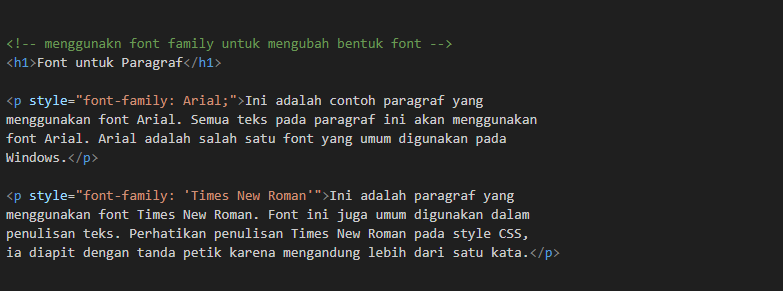 <!-- menggunakn font family untuk mengubah bentuk font -->
<h1>Font untuk Paragraf</h1>
<p style="font-family: Arial;">Ini adalah contoh paragraf yang
menggunakan font Arial. Semua teks pada paragraf ini akan menggunakan
font Arial. Arial adalah salah satu font yang umum digunakan pada
Windows.</p>
<p style="font-family: 'Times New Roman'">Ini adalah paragraf yang
menggunakan font Times New Roman. Font ini juga umum digunakan dalam
penulisan teks. Perhatikan penulisan Times New Roman pada style CSS,
ia diapit dengan tanda petik karena mengandung lebih dari satu kata.</p>